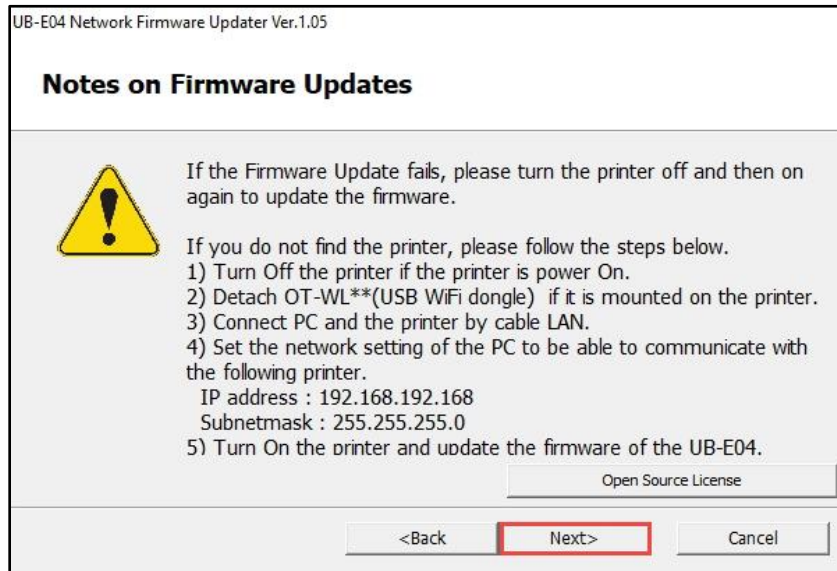 UB-E04 Network Firmware Updater Ver.1.05
Notes on Firmware Updates
If the Firmware Update fails, please turn the printer off and then on
again to update the firmware.
If you do not find the printer, please follow the steps below.
1) Turn Off the printer if the printer is power On.
2) Detach OT-WL**(USB WiFi dongle) if it is mounted on the printer.
3) Connect PC and the printer by cable LAN.
4) Set the network setting of the PC to be able to communicate with
the following printer.
IP address : 192.168.192.168
Subnetmask : 255.255.255.0
5) Turn On the printer and update the firmware of the UB-E04.
Open Source License
<Back
Next>
Cancel